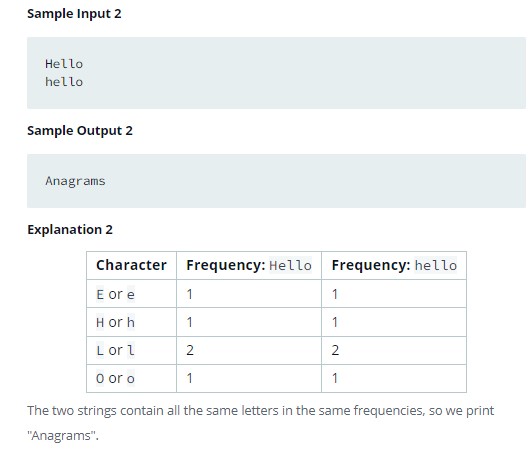 Sample Input 2
Hello
hello
Sample Output 2
Anagrams
Explanation 2
Character Frequency: Hello Frequency: hello
E or e 1 1
H or h 1 1
L or l 2 2
O or o 1 1
The two strings contain all the same letters in the same frequencies, so we print
"Anagrams".